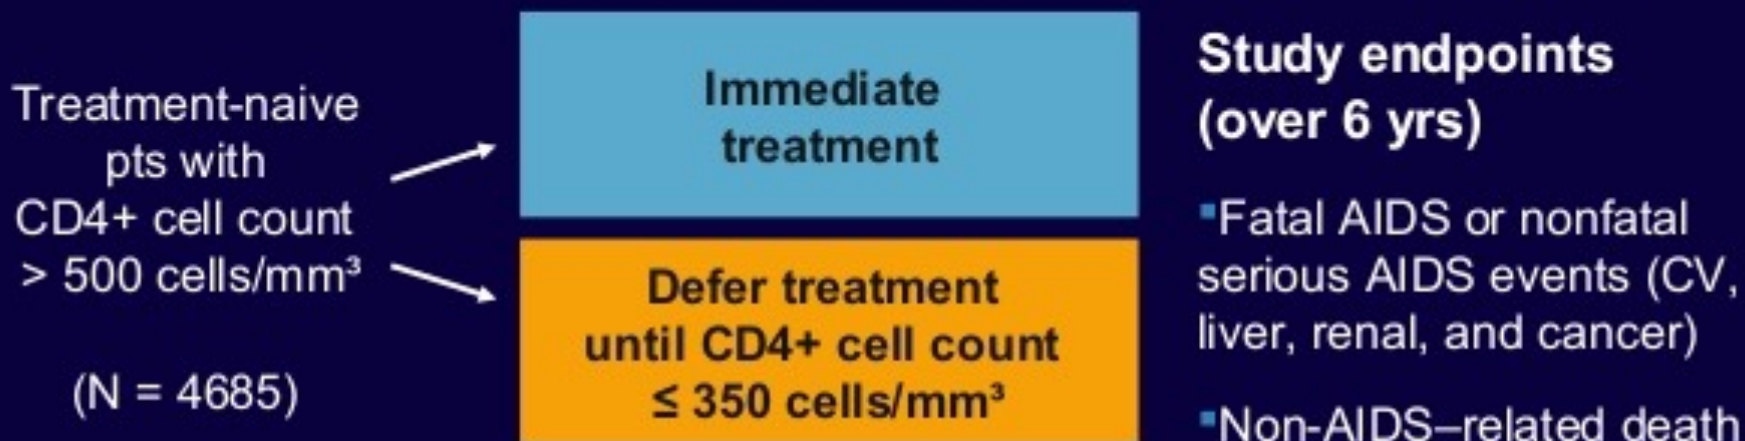 Treatment-naive
pts with
CD4+ cell count
> 500 cells/mm³
(N = 4685)
Immediate
treatment
Defer treatment
until CD4+ cell count
≤ 350 cells/mm³
Study endpoints
(over 6 yrs)
▪Fatal AIDS or nonfatal
serious AIDS events (CV,
liver, renal, and cancer)
▪Non-AIDS–related death